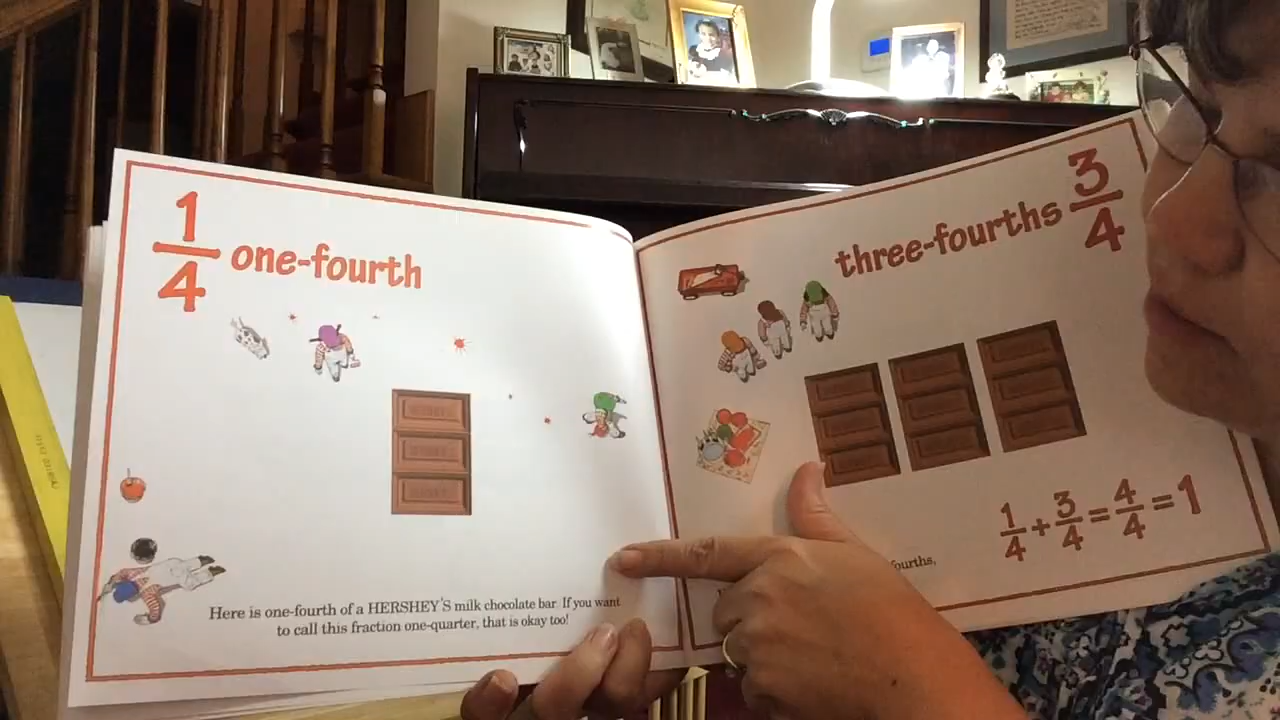 1/4 one-fourth
Here is one-fourth of a HERSHEY'S milk chocolate bar. If you want
to call this fraction one-quarter, that is okay too!
three-fourths 3/4
1/4 + 3/4 = 4/4 = 1